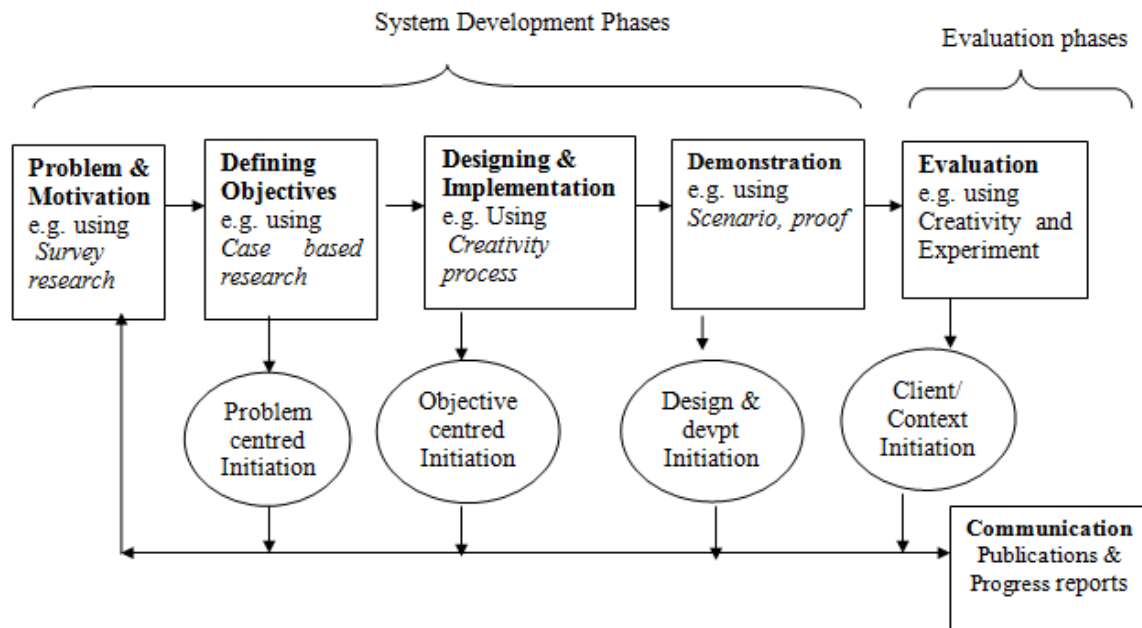 System Development Phases
Evaluation phases
Problem &
Motivation
e.g. using
Survey
research
Defining
Objectives
e.g. using
Case based
research
Designing &
Implementation
e.g. Using
Creativity
process
Demonstration
e.g. using
Scenario, proof
Evaluation
e.g. using
Creativity and
Experiment
Problem
centred
Initiation
Objective
centred
Initiation
Design &
devpt
Initiation
Client/
Context
Initiation
Communication
Publications &
Progress reports